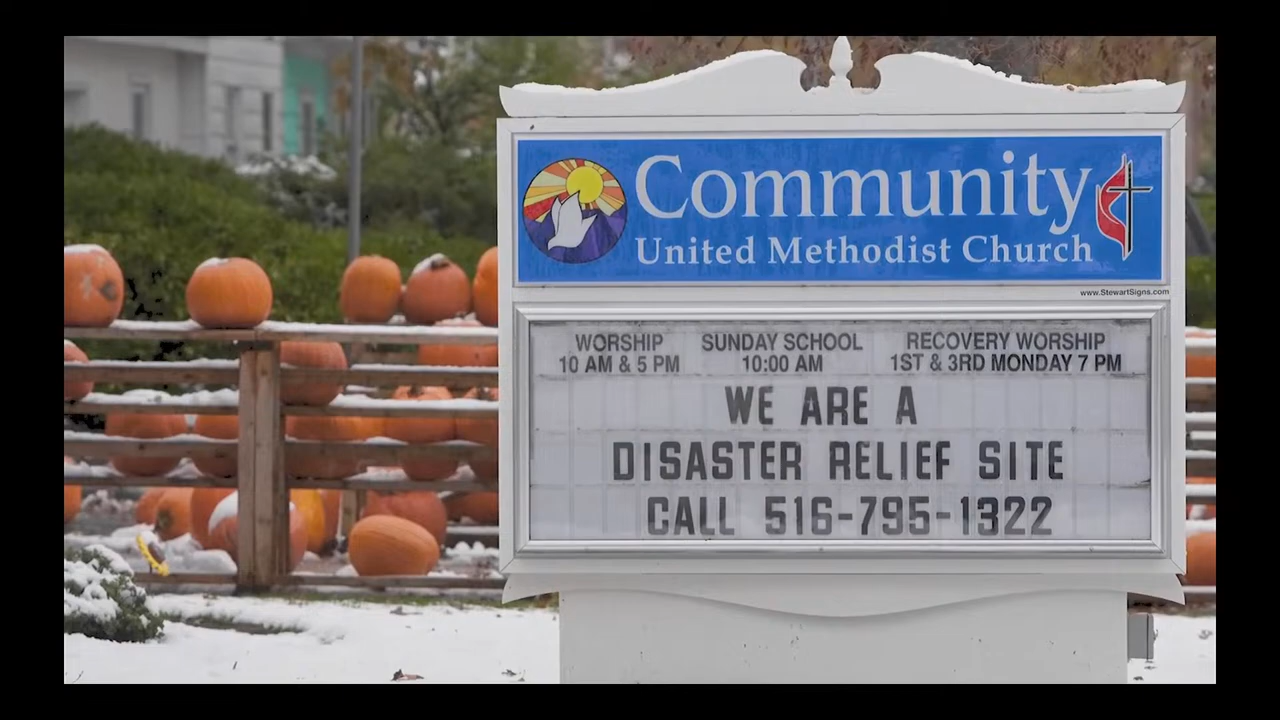 Community
United Methodist Church
www.StewartSigns.com
WORSHIP SUNDAY SCHOOL RECOVERY WORSHIP
10 AM & 5 PM 10:00 AM 1ST & 3RD MONDAY 7 PM
WE ARE A
DISASTER RELIEF SITE
CALL 516-795-1322